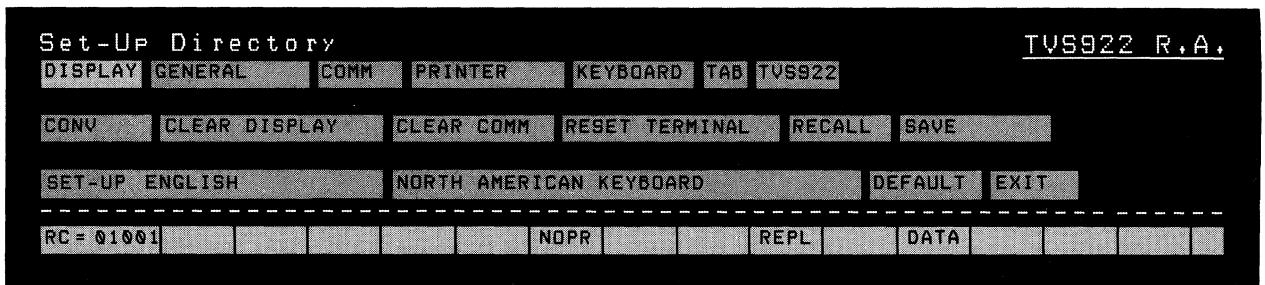 Set-Up Directory TVS922 R.A.
DISPLAY GENERAL COMM PRINTER KEYBOARD TAB TVS922
CONV CLEAR DISPLAY CLEAR COMM RESET TERMINAL RECALL SAVE
SET-UP ENGLISH NORTH AMERICAN KEYBOARD DEFAULT EXIT
RC = 01001 NOPR REPL DATA